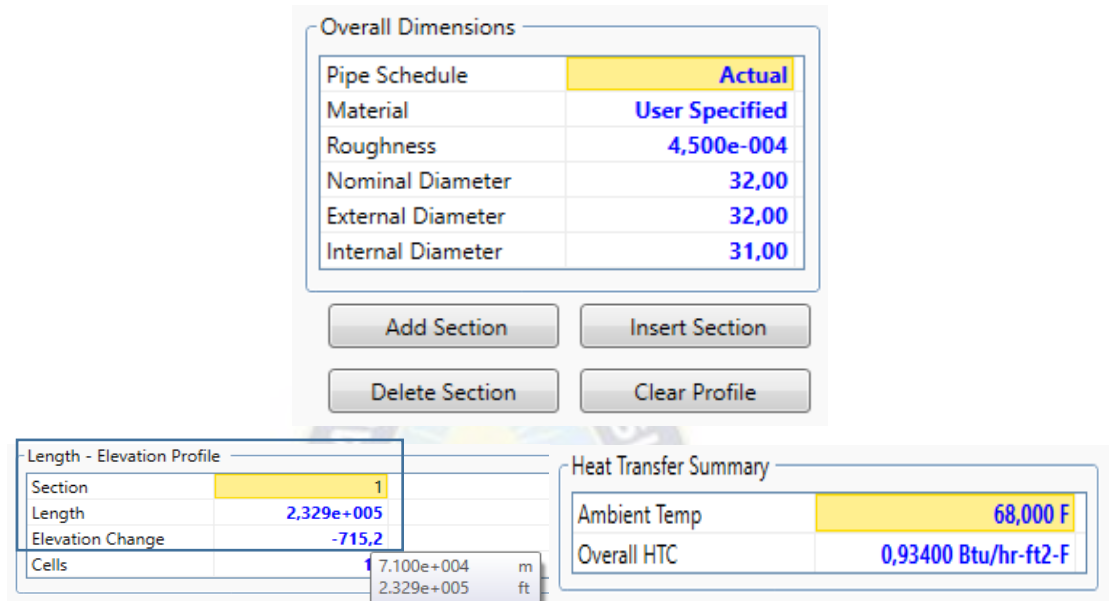 Overall Dimensions
Pipe Schedule Actual
Material User Specified
Roughness 4,500e-004
Nominal Diameter 32,00
External Diameter 32,00
Internal Diameter 31,00
Add Section Insert Section
Delete Section Clear Profile
Length - Elevation Profile
Section 1
Length 2,329e+005
Elevation Change -715,2
Cells
7.100e+004 m
2.329e+005 ft
Heat Transfer Summary
Ambient Temp 68,000 F
Overall HTC 0,93400 Btu/hr-ft2-F